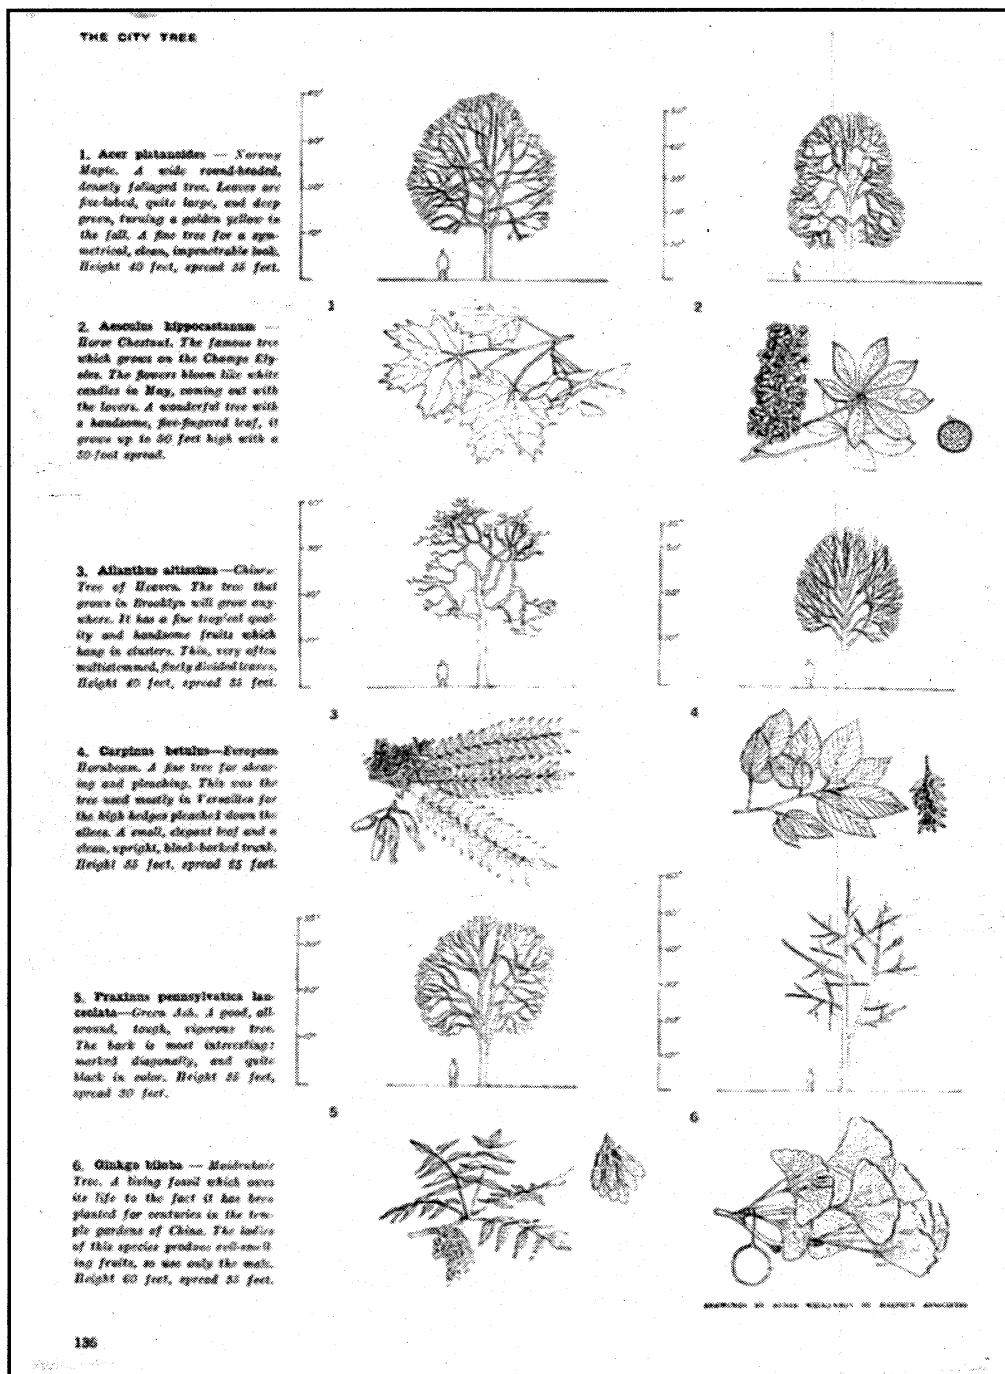 THE CITY TREE
1. Acer platanoides — Norway
Maple. A wide round-headed,
densely foliaged tree. Leaves are
five-lobed, quite large, and deep
green, turning a golden yellow in
the fall. A fine tree for a sym-
metrical, clean, impenetrable look.
Height 40 feet, spread 35 feet.
1
2
2. Aesculus hippocastanum —
Horse Chestnut. The famous tree
which grows on the Champs Ely-
sées. The flowers bloom like white
candles in May, coming out with
the lovers. A wonderful tree with
a handsome, five-fingered leaf, it
grows up to 50 feet high with a
30-foot spread.
3. Ailanthus altissima—Chinese
Tree of Heaven. The tree that
grows in Brooklyn will grow any-
where. It has a fine tropical qual-
ity and handsome fruits which
hang in clusters. Thin, very often
multistemmed, finely divided leaves.
Height 40 feet, spread 35 feet.
3
4
4. Carpinus betulus—European
Hornbeam. A fine tree for shear-
ing and pleaching. This was the
tree used mostly in Versailles for
the high hedges pleached down the
allees. A small, elegant leaf and a
clean, upright, black-barked trunk.
Height 35 feet, spread 25 feet.
5. Fraxinus pennsylvatica lan-
ceolata—Green Ash. A good, all-
around, tough, vigorous tree.
The bark is most interesting:
marked diagonally, and quite
black in color. Height 35 feet,
spread 30 feet.
5
6
6. Ginkgo biloba — Maidenhair
Tree. A living fossil which owes
its life to the fact it has been
planted for centuries in the tem-
ple gardens of China. The ladies
of this species produce evil-smell-
ing fruits, so use only the male.
Height 60 feet, spread 35 feet.
136